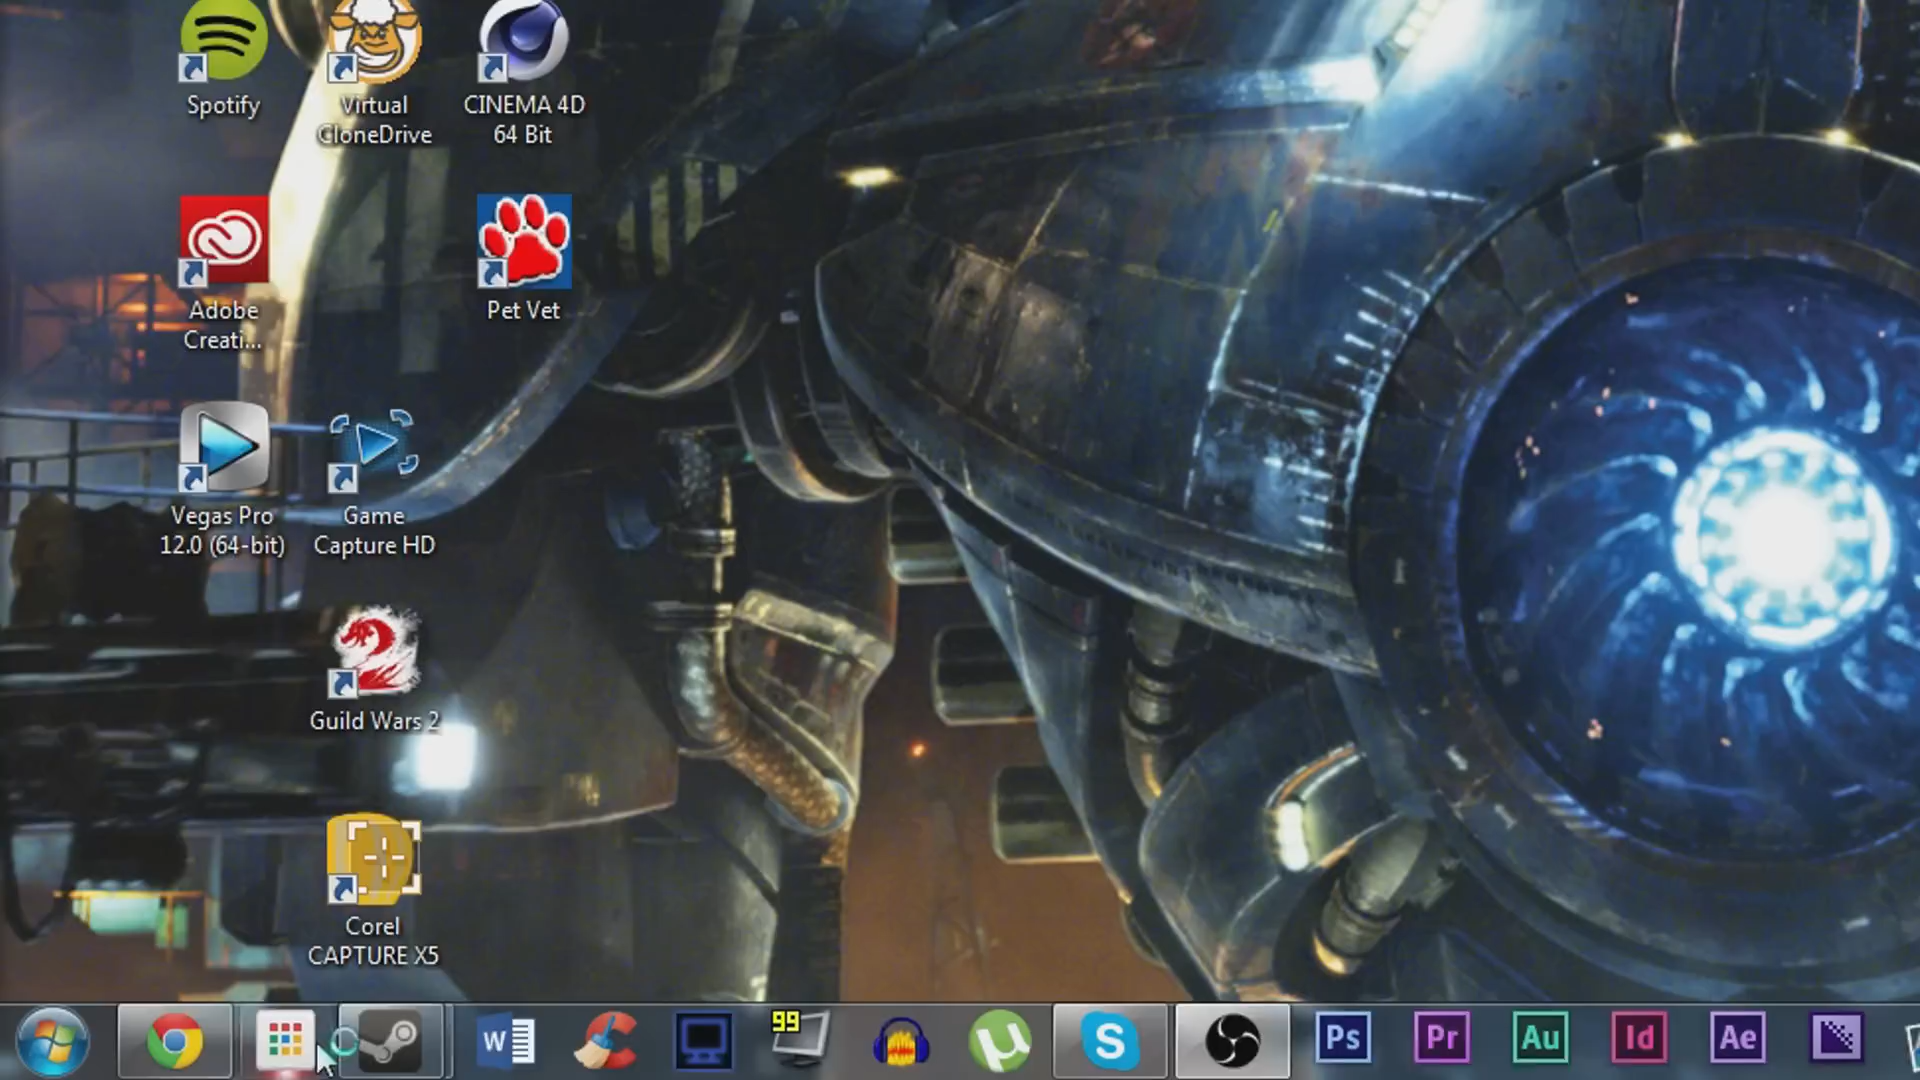 Spotify
Virtual
CloneDrive
CINEMA 4D
64 Bit
Adobe
Creati...
Pet Vet
Vegas Pro
12.0 (64-bit)
Game
Capture HD
Guild Wars 2
Corel
CAPTURE X5
W
99
S
Ps
Pr
Au
Id
Ae